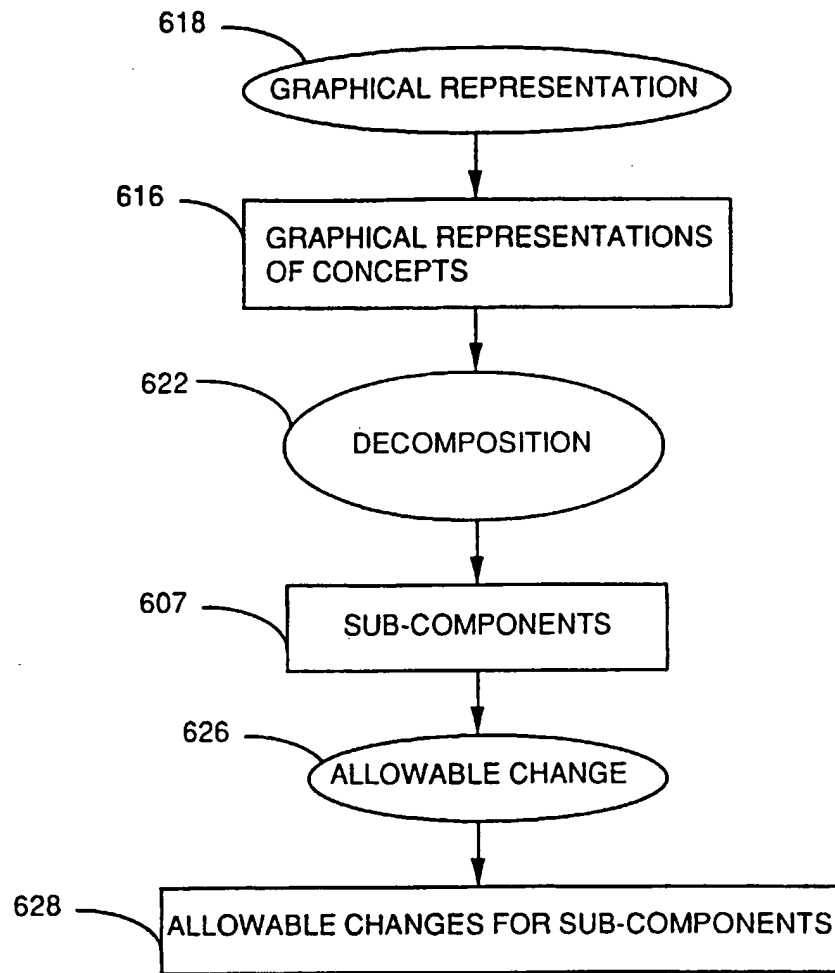 618
GRAPHICAL REPRESENTATION
616
GRAPHICAL REPRESENTATIONS
OF CONCEPTS
622
DECOMPOSITION
607
SUB-COMPONENTS
626
ALLOWABLE CHANGE
628
ALLOWABLE CHANGES FOR SUB-COMPONENTS